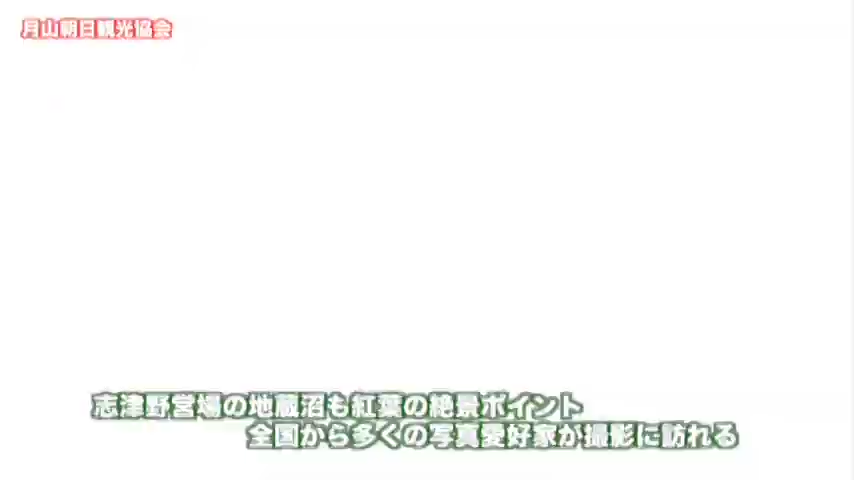 月山朝日観光協会
志津野営場の地蔵沼も紅葉の絶景ポイント
全国から多くの写真愛好家が撮影に訪れる